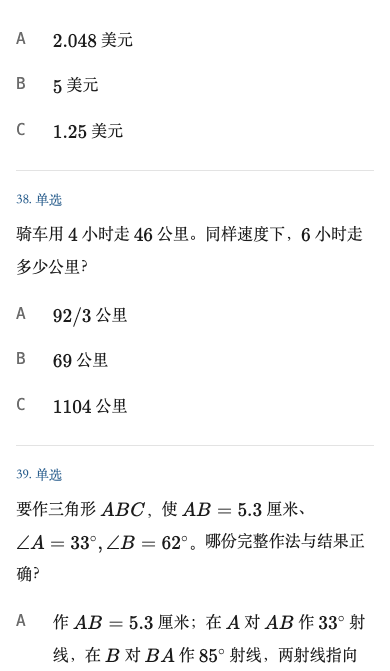 A 2.048 美元
B 5 美元
C 1.25 美元
38. 单选
骑车用 4 小时走 46 公里。同样速度下，6 小时走
多少公里？
A 92/3 公里
B 69 公里
C 1104 公里
39. 单选
要作三角形 ABC，使 AB = 5.3 厘米、
∠A = 33°, ∠B = 62°。哪份完整作法与结果正
确？
A 作 AB = 5.3 厘米；在 A 对 AB 作 33° 射
线，在 B 对 BA 作 85° 射线，两射线指向